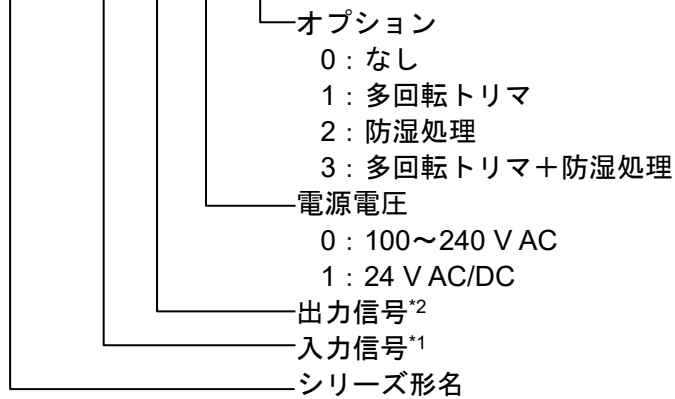 オプション
0：なし
1：多回転トリマ
2：防湿処理
3：多回転トリマ＋防湿処理
電源電圧
0：100～240 V AC
1：24 V AC/DC
出力信号*2
入力信号*1
シリーズ形名